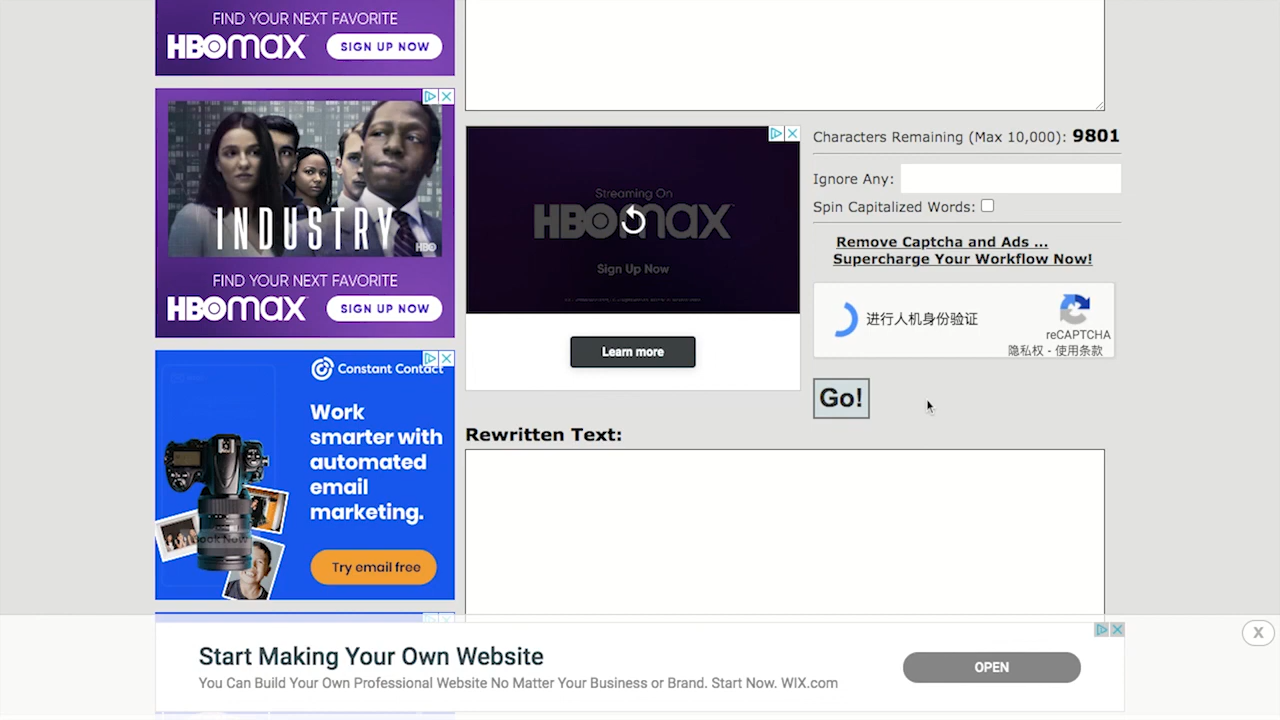 FIND YOUR NEXT FAVORITE
HBOmax SIGN UP NOW
INDUSTRY
HBO
FIND YOUR NEXT FAVORITE
HBOmax SIGN UP NOW
Constant Contact
Work
smarter with
automated
email
marketing.
Try email free
Streaming On
HBOmax
Sign Up Now
Learn more
Characters Remaining (Max 10,000): 9801
Ignore Any:
Spin Capitalized Words:
Remove Captcha and Ads ...
Supercharge Your Workflow Now!
进行人机身份验证
reCAPTCHA
隐私权 - 使用条款
Go!
Rewritten Text:
Start Making Your Own Website
You Can Build Your Own Professional Website No Matter Your Business or Brand. Start Now. WIX.com
OPEN
X